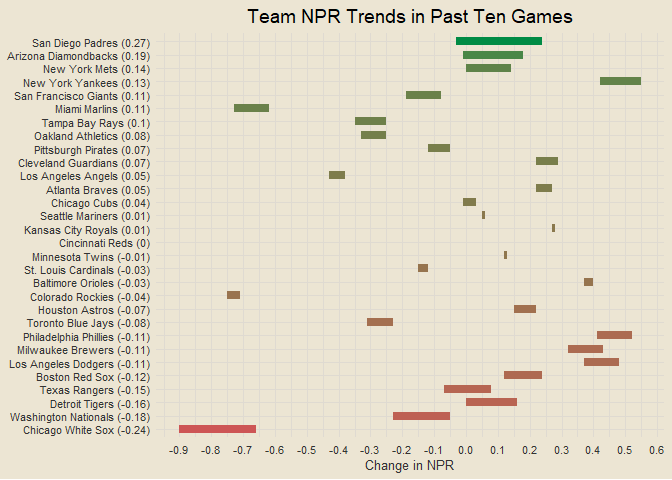 Team NPR Trends in Past Ten Games
San Diego Padres (0.27)
Arizona Diamondbacks (0.19)
New York Mets (0.14)
New York Yankees (0.13)
San Francisco Giants (0.11)
Miami Marlins (0.11)
Tampa Bay Rays (0.1)
Oakland Athletics (0.08)
Pittsburgh Pirates (0.07)
Cleveland Guardians (0.07)
Los Angeles Angels (0.05)
Atlanta Braves (0.05)
Chicago Cubs (0.04)
Seattle Mariners (0.01)
Kansas City Royals (0.01)
Cincinnati Reds (0)
Minnesota Twins (-0.01)
St. Louis Cardinals (-0.03)
Baltimore Orioles (-0.03)
Colorado Rockies (-0.04)
Houston Astros (-0.07)
Toronto Blue Jays (-0.08)
Philadelphia Phillies (-0.11)
Milwaukee Brewers (-0.11)
Los Angeles Dodgers (-0.11)
Boston Red Sox (-0.12)
Texas Rangers (-0.15)
Detroit Tigers (-0.16)
Washington Nationals (-0.18)
Chicago White Sox (-0.24)
-0.9 -0.8 -0.7 -0.6 -0.5 -0.4 -0.3 -0.2 -0.1 0.0 0.1 0.2 0.3 0.4 0.5 0.6
Change in NPR